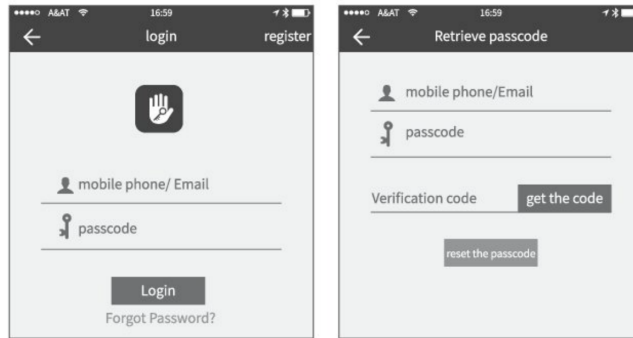 A&AT 16:59
login register
mobile phone/ Email
passcode
Login
Forgot Password?
A&AT 16:59
Retrieve passcode
mobile phone/Email
passcode
Verification code get the code
reset the passcode